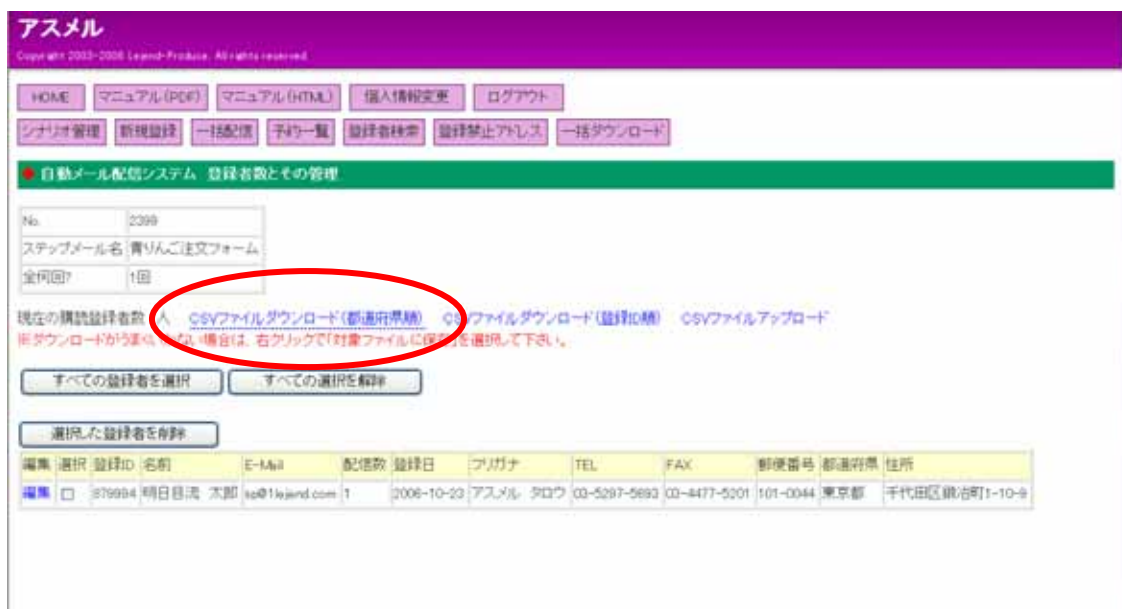 アスメル
Copyright 2003-2006 Lejend-Produce. All rights reserved.
HOME マニュアル(PDF) マニュアル(HTML) 個人情報変更 ログアウト
シナリオ管理 新規登録 一括配信 予約一覧 登録者検索 登録禁止アドレス 一括ダウンロード
自動メール配信システム 登録者数とその管理
No. 2399
ステップメール名 青りんご注文フォーム
全何回? 1回
現在の購読登録者数 人 CSVファイルダウンロード(都道府県順) CSVファイルダウンロード(登録ID順) CSVファイルアップロード
※ダウンロードがうまくいかない場合は、右クリックで「対象ファイルに保存」を選択して下さい。
すべての登録者を選択 すべての選択を解除
選択した登録者を削除
編集 選択 登録ID 名前 E-Mail 配信数 登録日 フリガナ TEL FAX 郵便番号 都道府県 住所
編集 879994 明日目流 太郎 sp@1lejend.com 1 2006-10-23 アスメル タロウ 03-5297-5693 03-4477-5201 101-0044 東京都 千代田区鍛冶町1-10-9